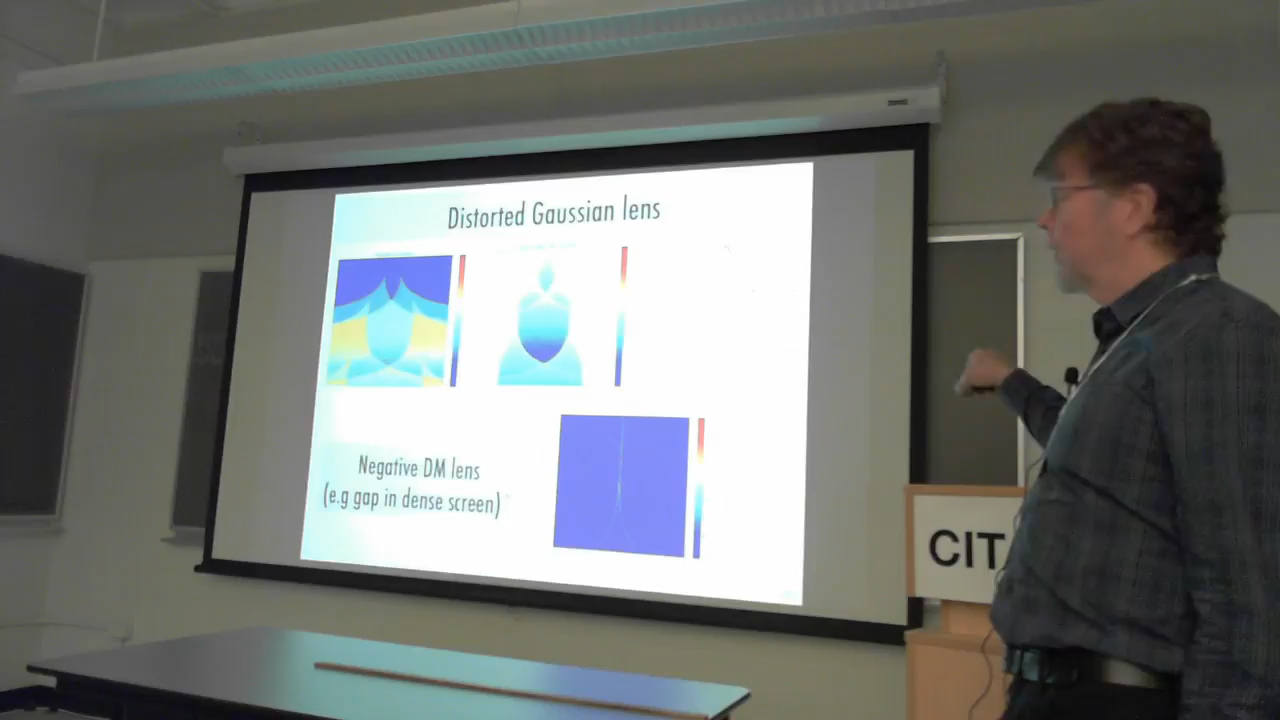 Distorted Gaussian lens
Negative DM lens
(e.g gap in dense screen)
CIT